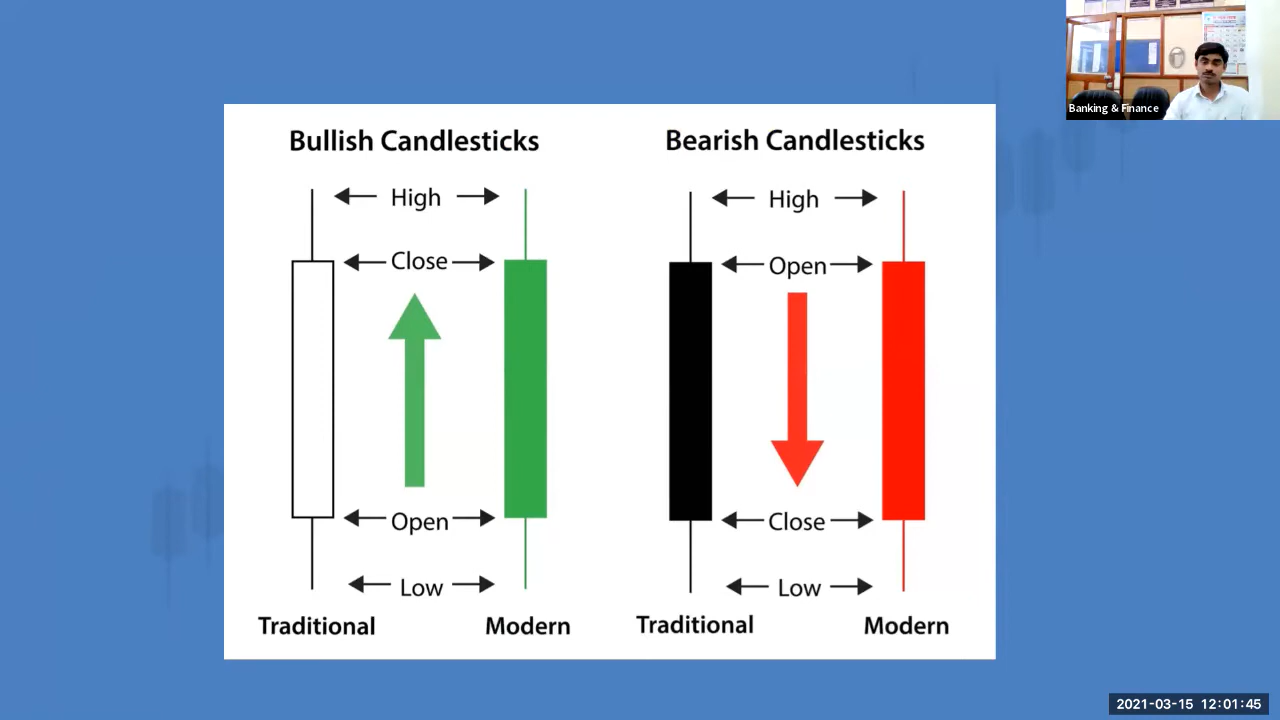 Banking & Finance
Bullish Candlesticks
Bearish Candlesticks
High
High
Close
Open
Open
Close
Low
Low
Traditional
Modern
Traditional
Modern
2021-03-15 12:01:45